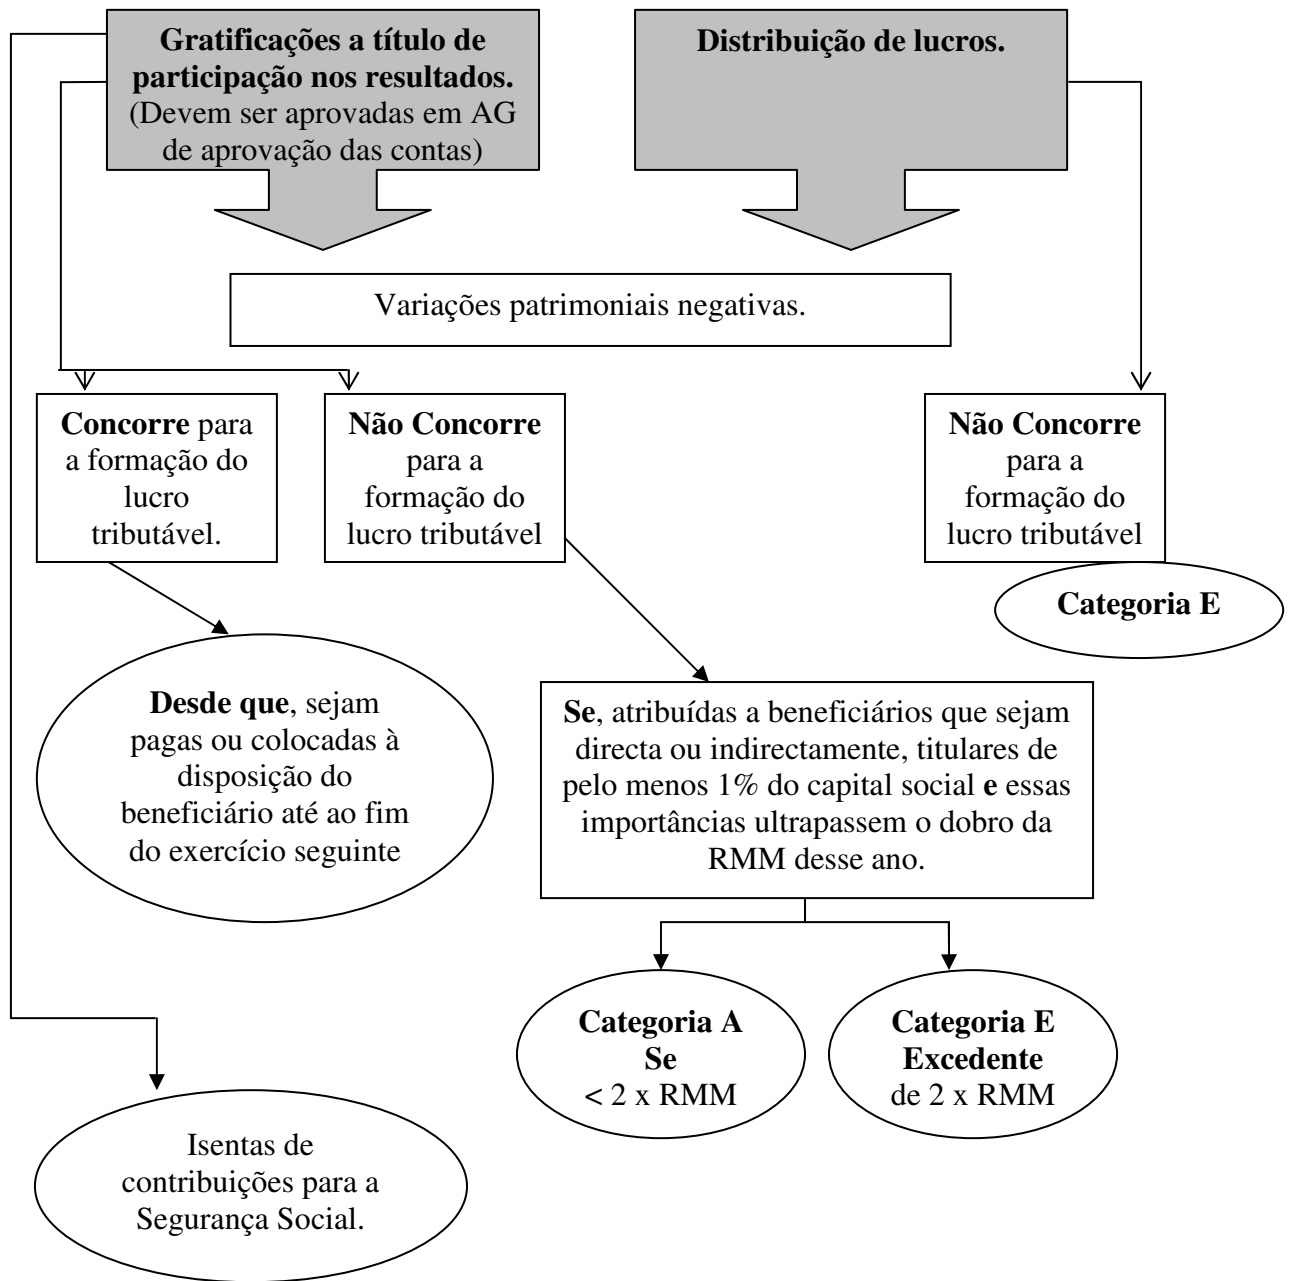 Gratificações a título de
participação nos resultados.
(Devem ser aprovadas em AG
de aprovação das contas)
Distribuição de lucros.
Variações patrimoniais negativas.
Concorre para
a formação do
lucro
tributável.
Não Concorre
para a
formação do
lucro tributável
Não Concorre
para a
formação do
lucro tributável
Categoria E
Desde que, sejam
pagas ou colocadas à
disposição do
beneficiário até ao fim
do exercício seguinte
Se, atribuídas a beneficiários que sejam
directa ou indirectamente, titulares de
pelo menos 1% do capital social e essas
importâncias ultrapassem o dobro da
RMM desse ano.
Categoria A
Se
< 2 x RMM
Categoria E
Excedente
de 2 x RMM
Isentas de
contribuições para a
Segurança Social.